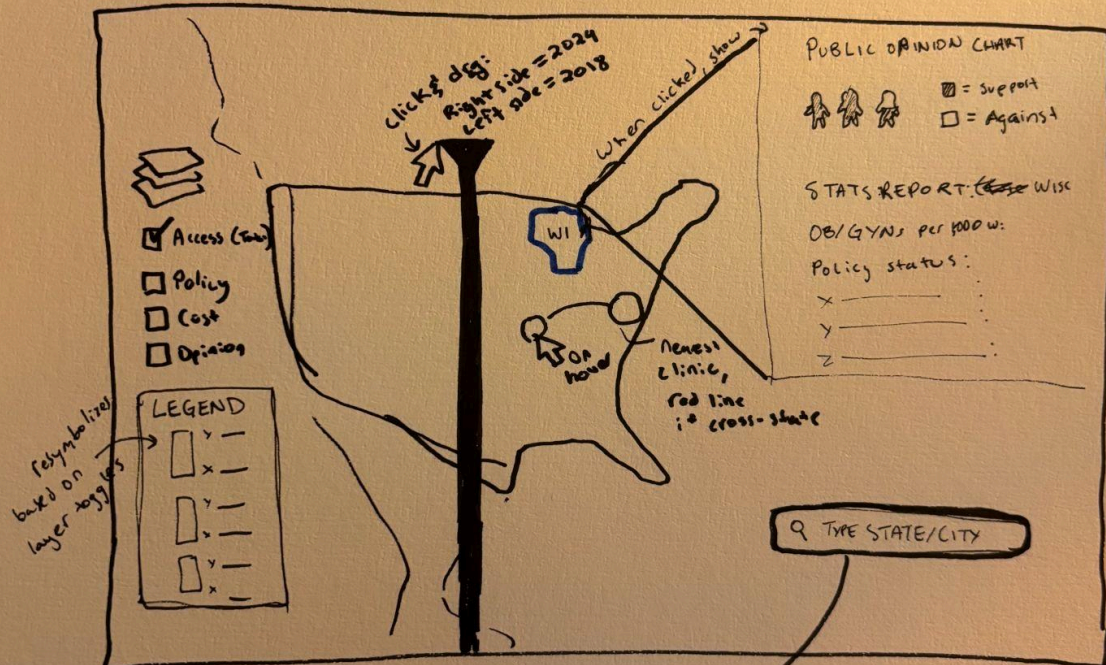 click & drag:
Right side = 2024
Left side = 2018
When clicked, show
PUBLIC OPINION CHART
= Support
= Against
STATS REPORT: WISC
OB/GYNs per 1000 w:
Policy status:
X
Y
Z
WI
Access (Time)
Policy
Cost
Opinion
on
hover
nearest
clinic,
red line
if cross-state
LEGEND
Y
X
Y
X
Y
X
resymbolizes
based on
layer toggles
TYPE STATE/CITY